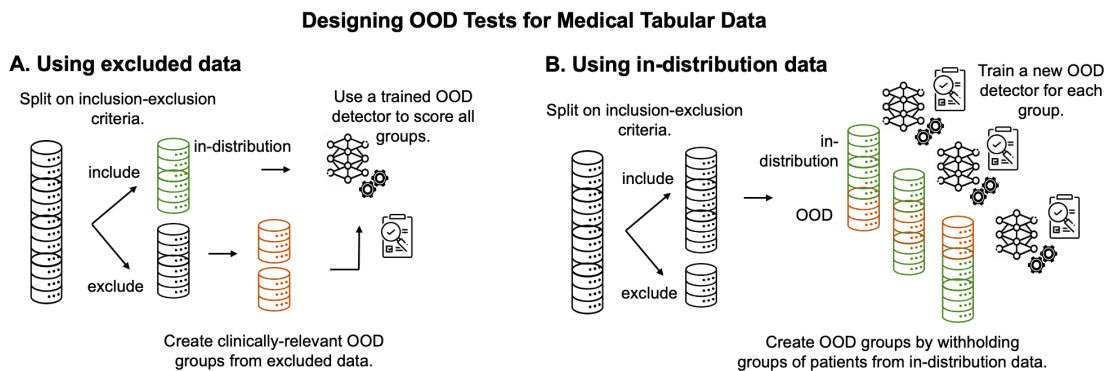 Designing OOD Tests for Medical Tabular Data
A. Using excluded data
Split on inclusion-exclusion
criteria.
include
exclude
in-distribution
Use a trained OOD
detector to score all
groups.
Create clinically-relevant OOD
groups from excluded data.
B. Using in-distribution data
Split on inclusion-exclusion
criteria.
include
exclude
in-
distribution
OOD
Train a new OOD
detector for each
group.
Create OOD groups by withholding
groups of patients from in-distribution data.